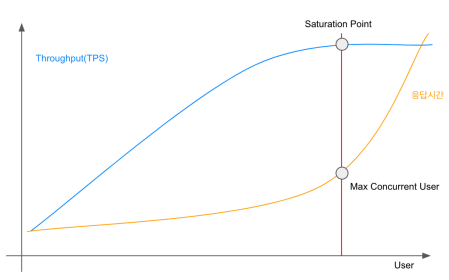 Saturation Point
Throughput(TPS)
응답시간
Max Concurrent User
User